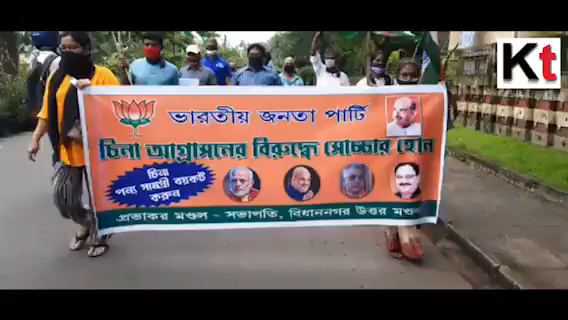 Kt
ভারতীয় জনতা পার্টি
চিনা আগ্রাসনের বিরুদ্ধে সোচ্চার হোন
চিনা
পন্য সামগ্রী বয়কট
করুন
প্রভাকর মণ্ডল - সভাপতি, বিধাননগর উত্তর মণ্ডল